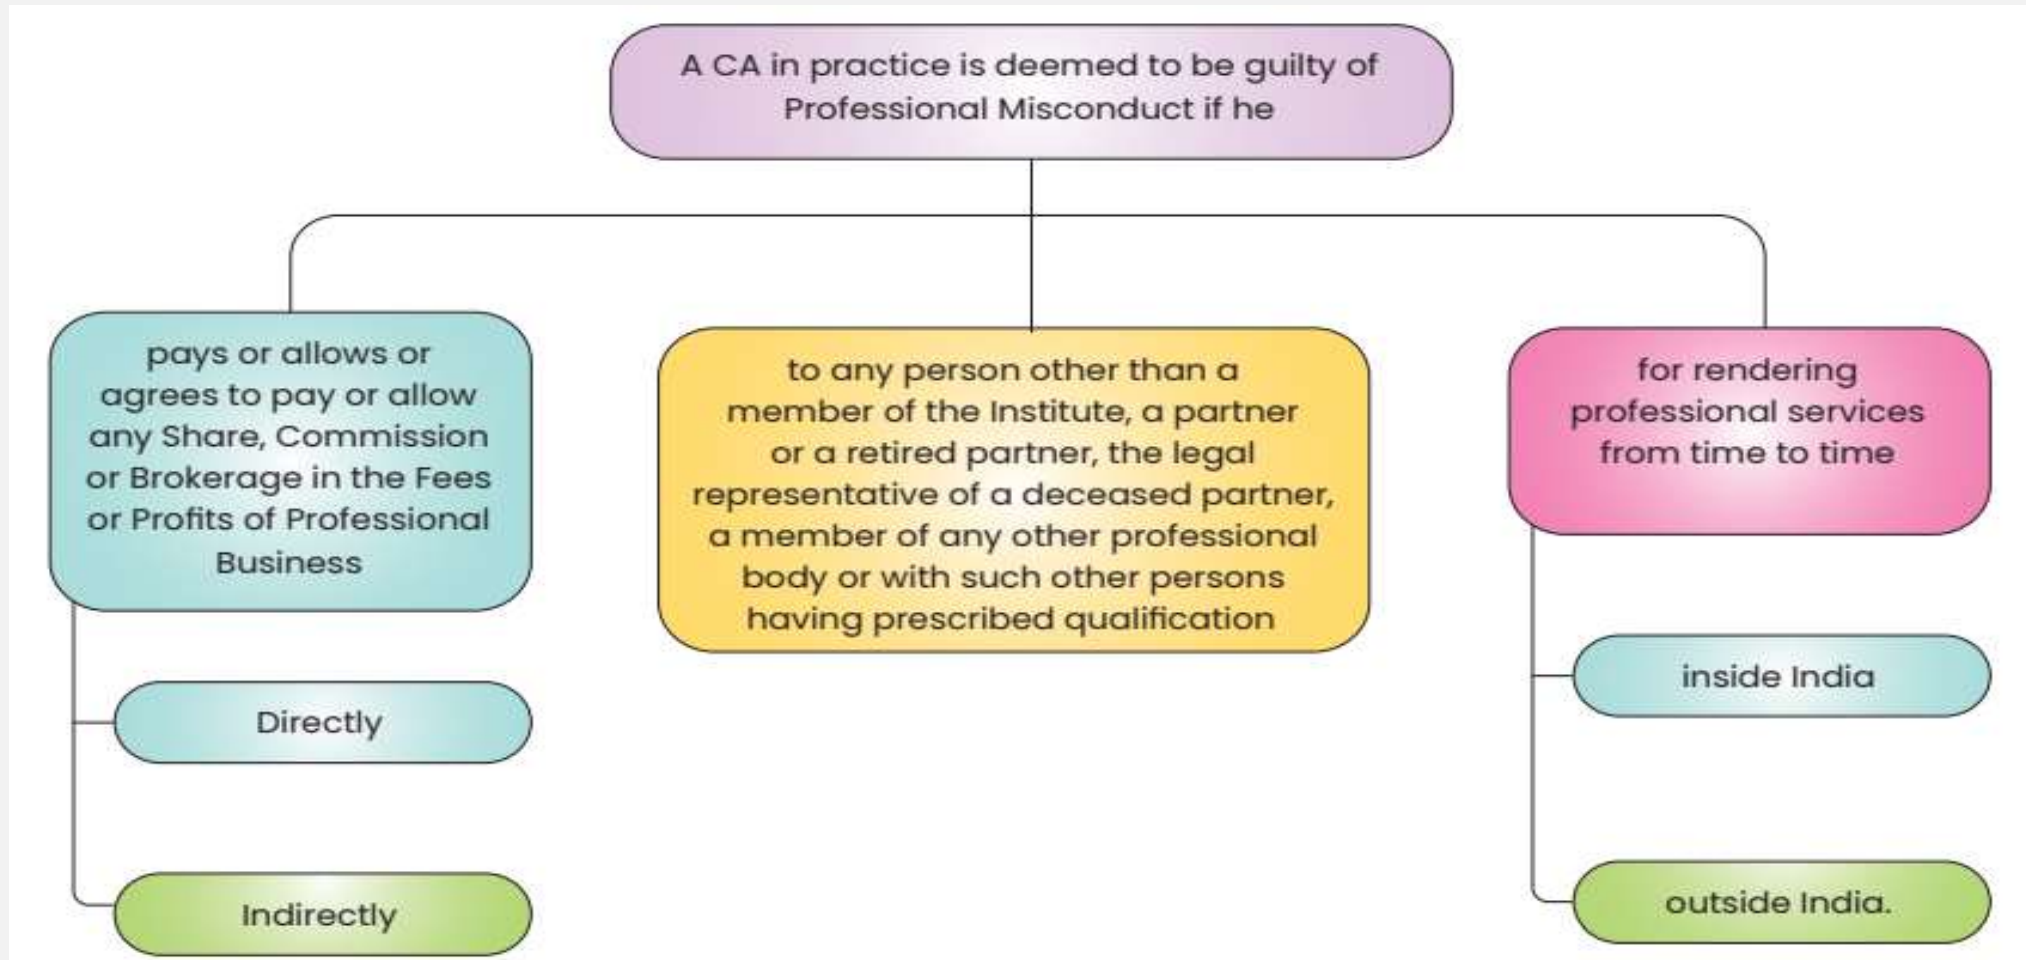 A CA in practice is deemed to be guilty of
Professional Misconduct if he
pays or allows or
agrees to pay or allow
any Share, Commission
or Brokerage in the Fees
or Profits of Professional
Business
Directly
Indirectly
to any person other than a
member of the Institute, a partner
or a retired partner, the legal
representative of a deceased partner,
a member of any other professional
body or with such other persons
having prescribed qualification
for rendering
professional services
from time to time
inside India
outside India.